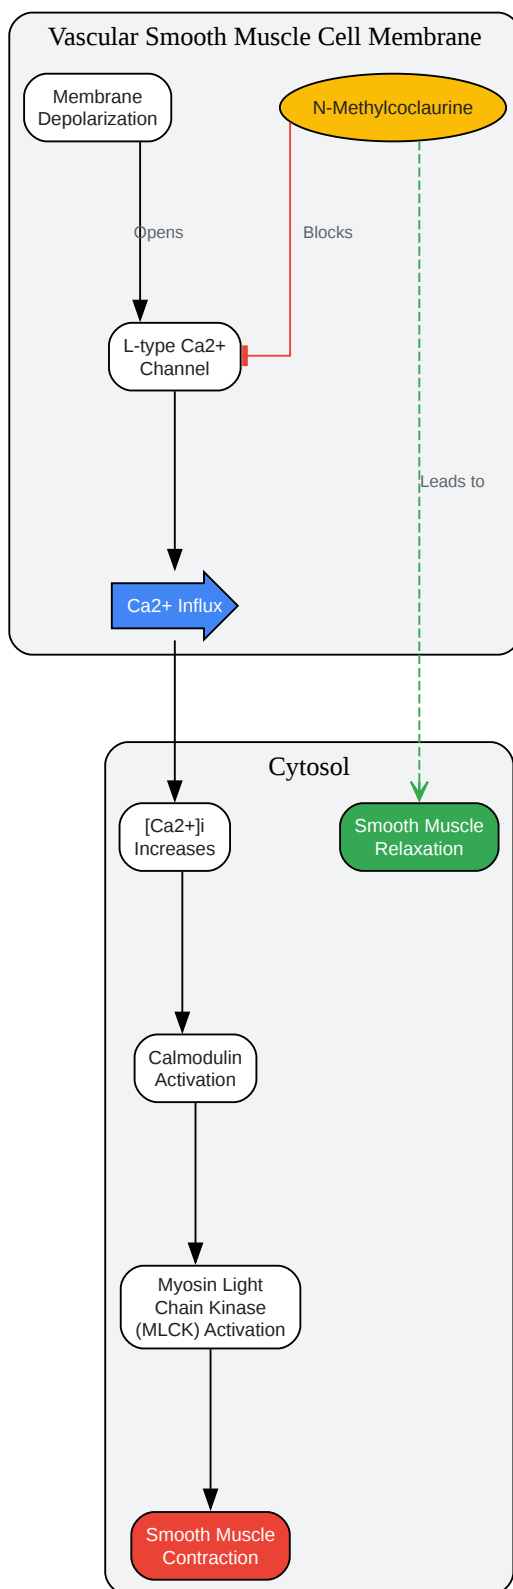 Vascular Smooth Muscle Cell Membrane
Membrane
Depolarization
N-Methylcoclaurine
Opens
Blocks
L-type Ca2+
Channel
Leads to
Ca2+ Influx
Cytosol
[Ca2+]i
Increases
Smooth Muscle
Relaxation
Calmodulin
Activation
Myosin Light
Chain Kinase
(MLCK) Activation
Smooth Muscle
Contraction